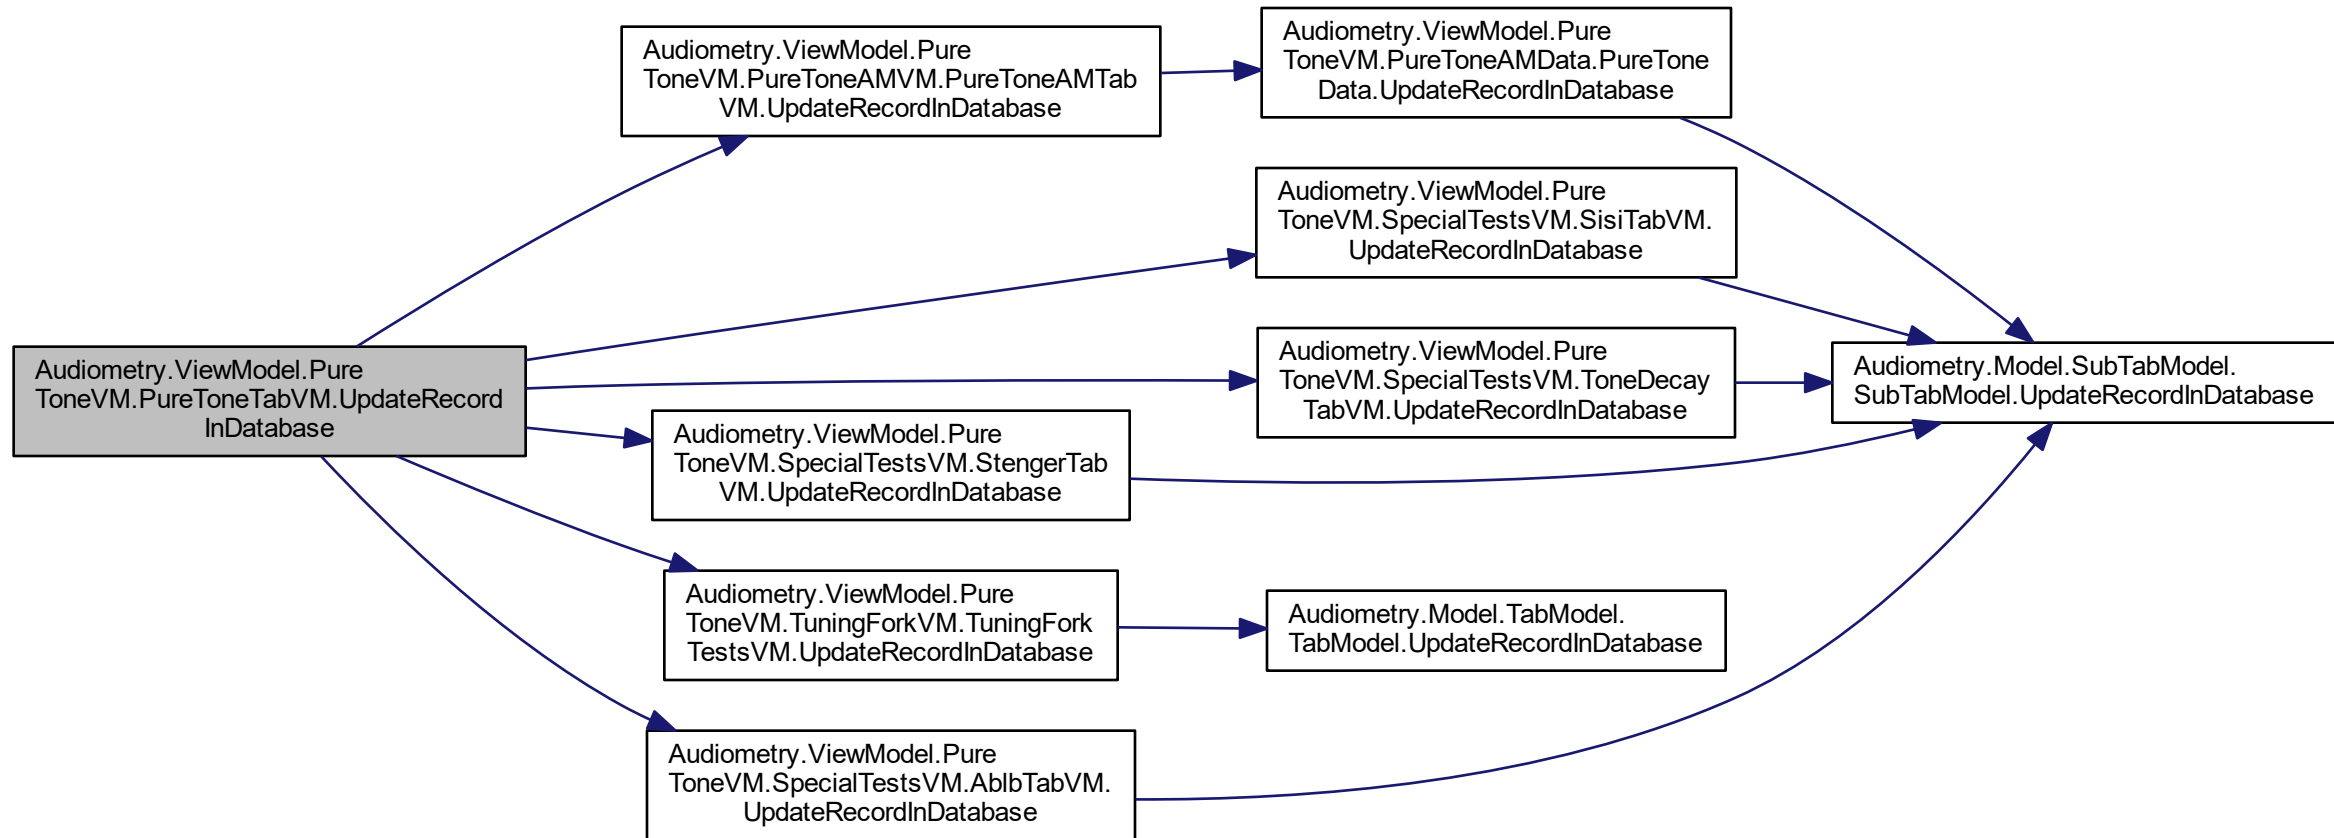 Audiometry.ViewModel.Pure
ToneVM.PureToneAMVM.PureToneAMTab
VM.UpdateRecordInDatabase
Audiometry.ViewModel.Pure
ToneVM.PureToneAMData.PureTone
Data.UpdateRecordInDatabase
Audiometry.ViewModel.Pure
ToneVM.SpecialTestsVM.SisiTabVM.
UpdateRecordInDatabase
Audiometry.ViewModel.Pure
ToneVM.PureToneTabVM.UpdateRecord
InDatabase
Audiometry.ViewModel.Pure
ToneVM.SpecialTestsVM.ToneDecay
TabVM.UpdateRecordInDatabase
Audiometry.Model.SubTabModel.
SubTabModel.UpdateRecordInDatabase
Audiometry.ViewModel.Pure
ToneVM.SpecialTestsVM.StengerTab
VM.UpdateRecordInDatabase
Audiometry.ViewModel.Pure
ToneVM.TuningForkVM.TuningFork
TestsVM.UpdateRecordInDatabase
Audiometry.Model.TabModel.
TabModel.UpdateRecordInDatabase
Audiometry.ViewModel.Pure
ToneVM.SpecialTestsVM.AblbTabVM.
UpdateRecordInDatabase